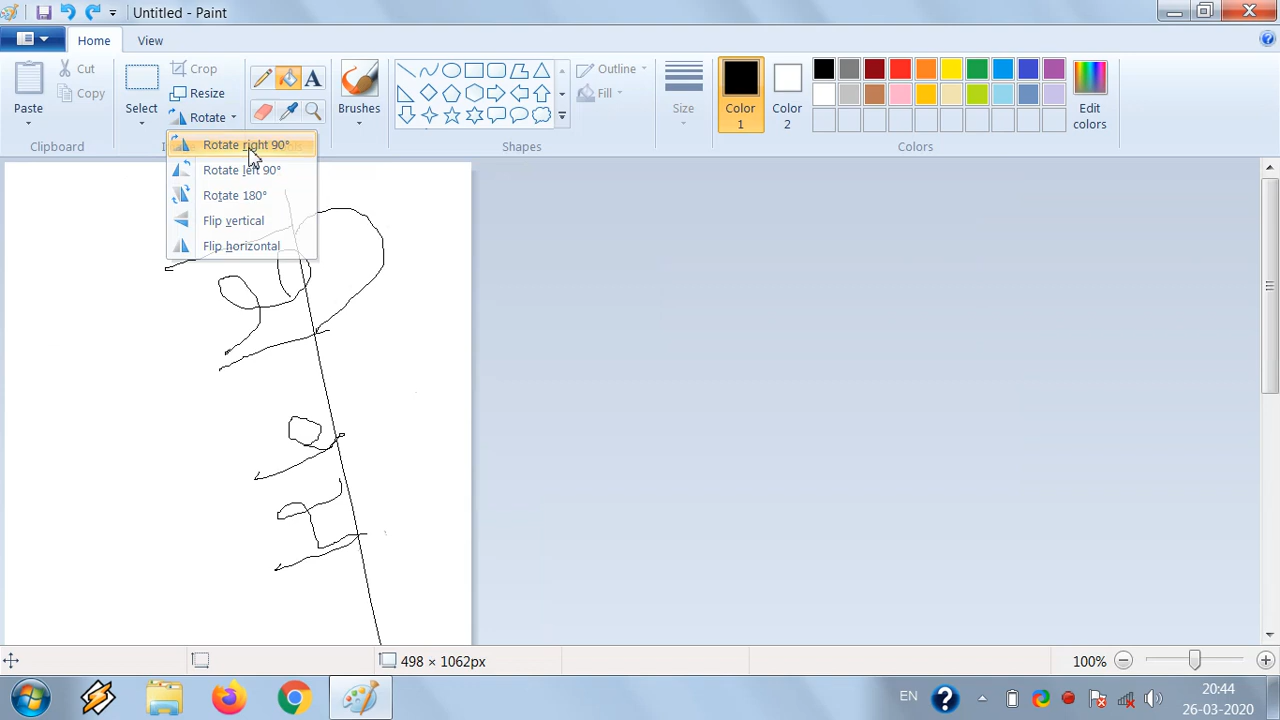 Untitled - Paint
Home View
Paste
Cut
Copy
Clipboard
Select
Crop
Resize
Rotate
Rotate right 90°
Rotate left 90°
Rotate 180°
Flip vertical
Flip horizontal
Brushes
Outline
Fill
Shapes
Size
Color 1
Color 2
Edit colors
Colors
498 × 1062px
100%
EN
20:44
26-03-2020